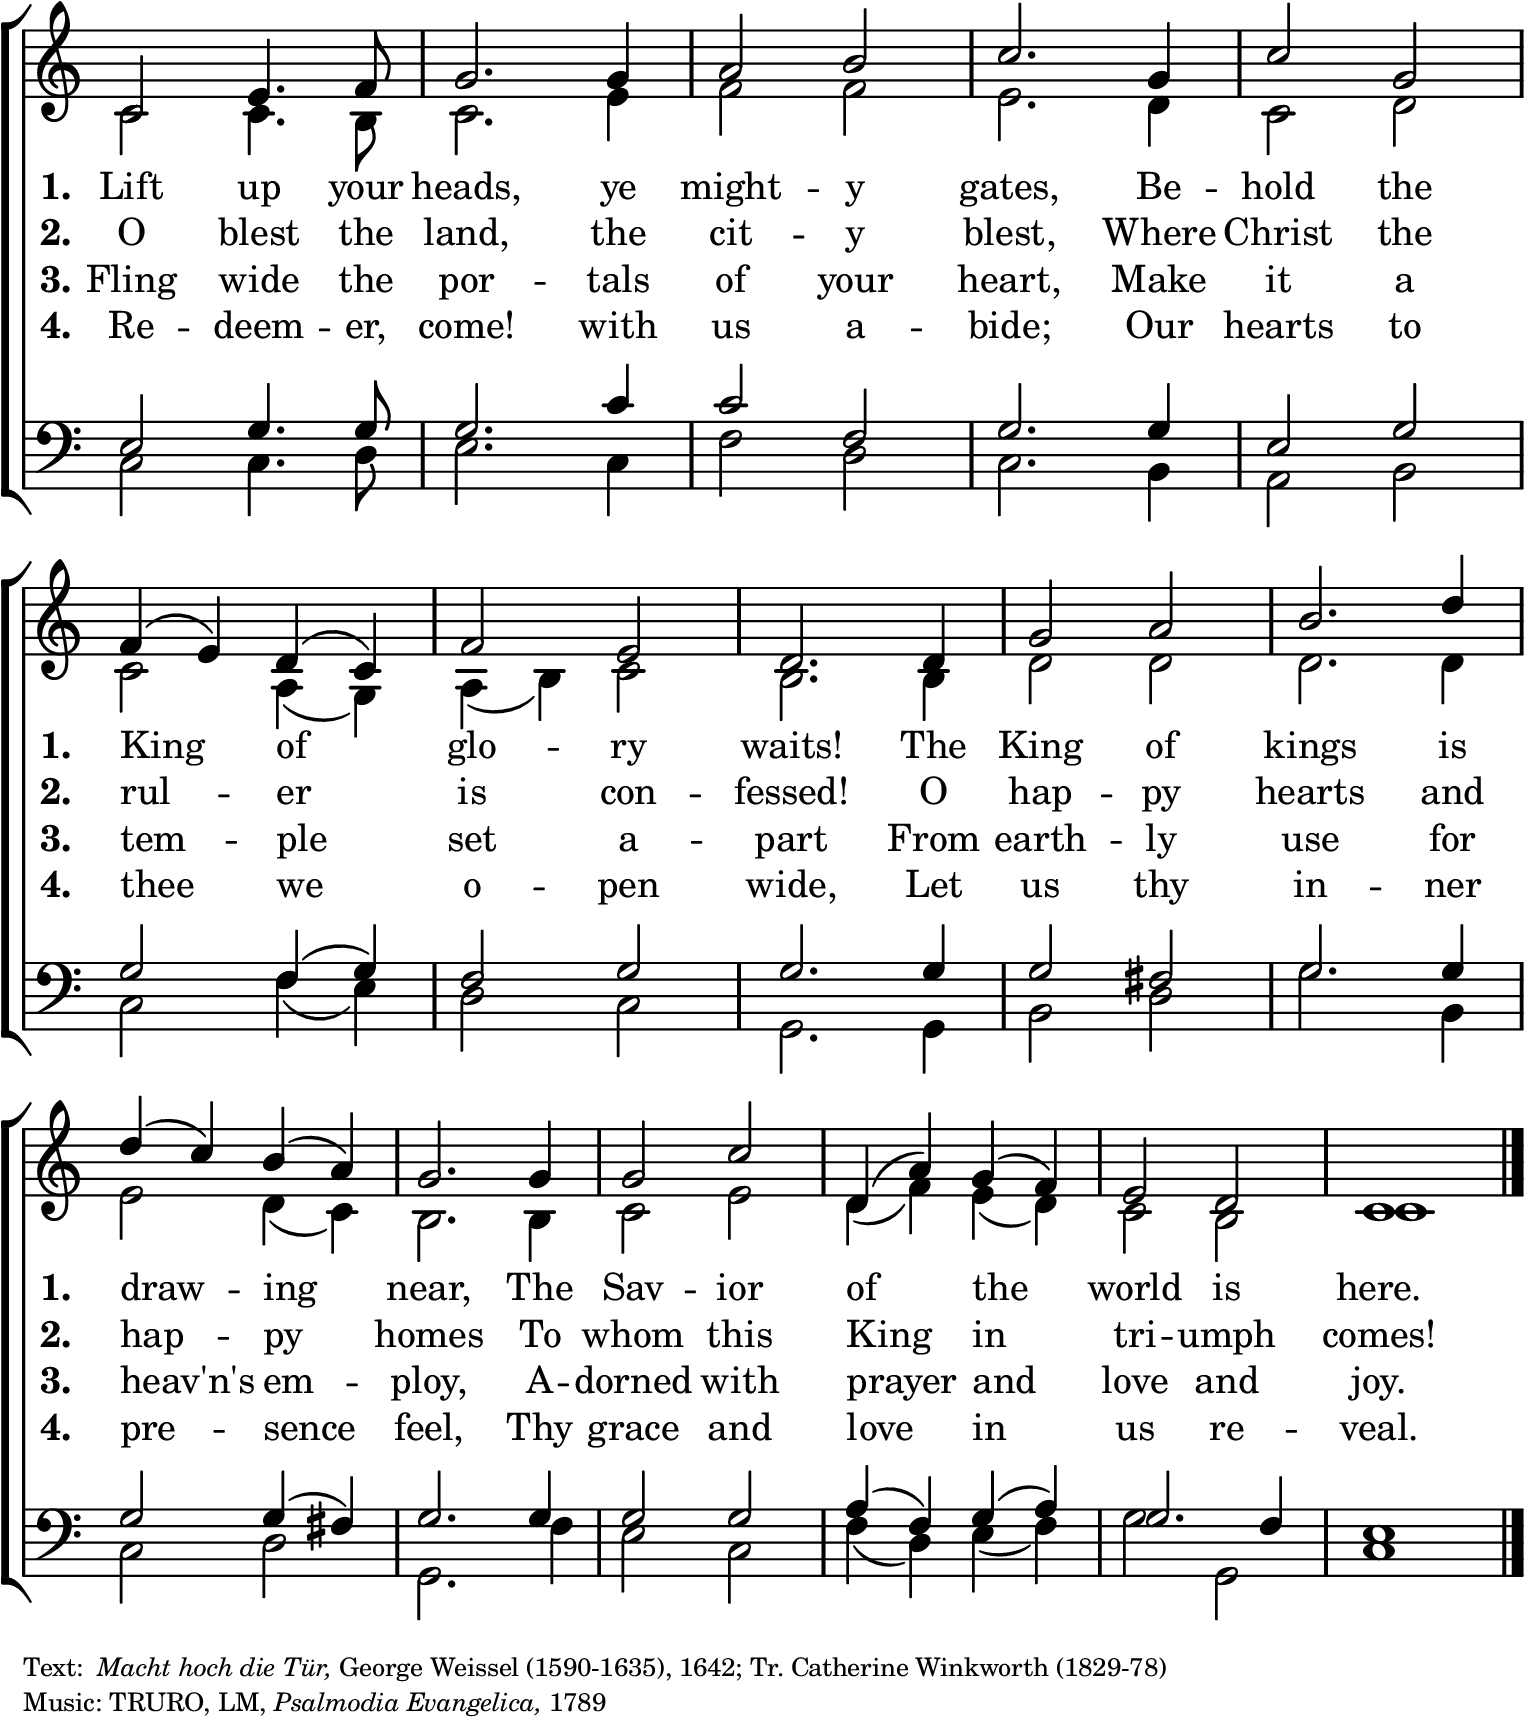 1. Lift up your heads, ye might - y gates, Be - hold the
2. O blest the land, the cit - y blest, Where Christ the
3. Fling wide the por - tals of your heart, Make it a
4. Re - deem - er, come! with us a - bide; Our hearts to
1. King of glo - ry waits! The King of kings is
2. rul - er is con - fessed! O hap - py hearts and
3. tem - ple set a - part From earth - ly use for
4. thee we o - pen wide, Let us thy in - ner
1. draw - ing near, The Sav - ior of the world is here.
2. hap - py homes To whom this King in tri - umph comes!
3. heav'n's em - ploy, A - dorned with prayer and love and joy.
4. pre - sence feel, Thy grace and love in us re - veal.
Text: Macht hoch die Tür, George Weissel (1590-1635), 1642; Tr. Catherine Winkworth (1829-78)
Music: TRURO, LM, Psalmodia Evangelica, 1789